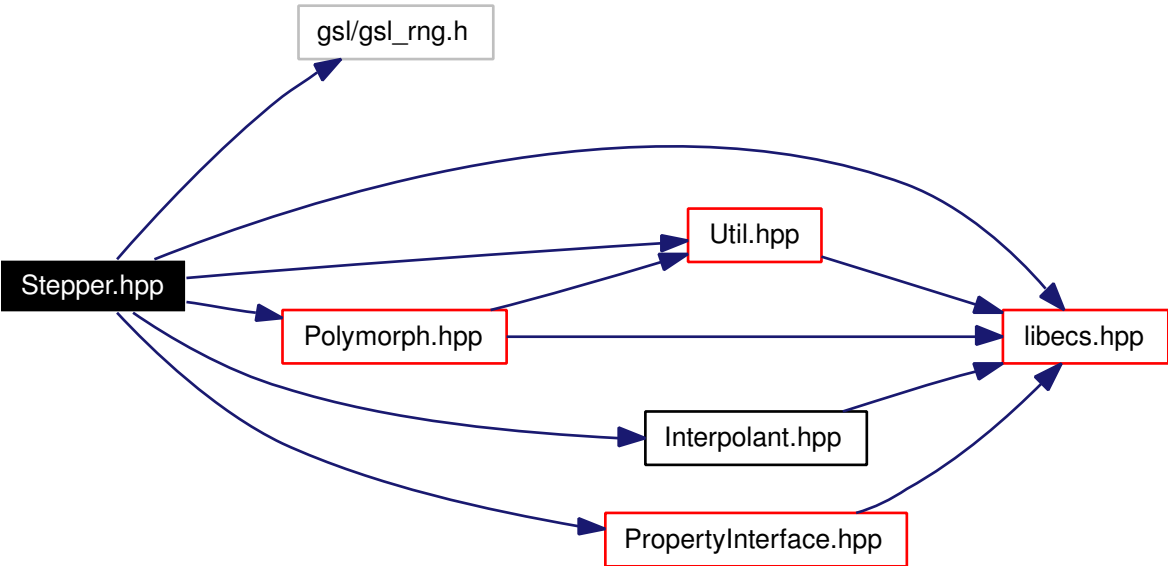 gsl/gsl_rng.h
Util.hpp
Stepper.hpp
Polymorph.hpp
libecs.hpp
Interpolant.hpp
PropertyInterface.hpp